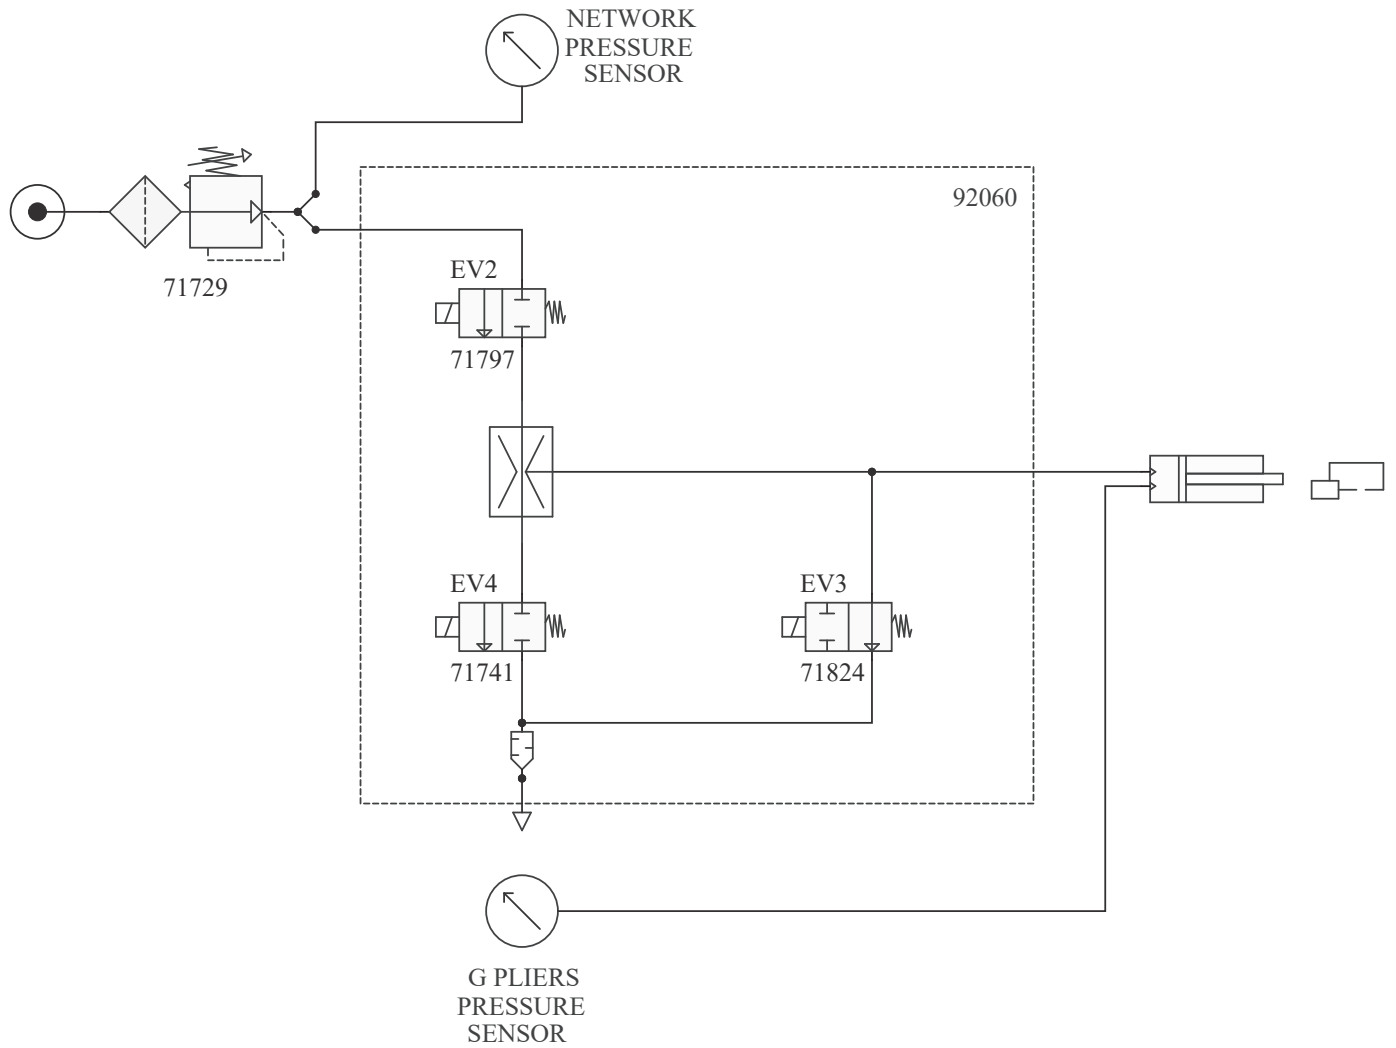 NETWORK
PRESSURE
SENSOR
92060
EV2
71729
71797
EV4
EV3
71741
71824
G PLIERS
PRESSURE
SENSOR